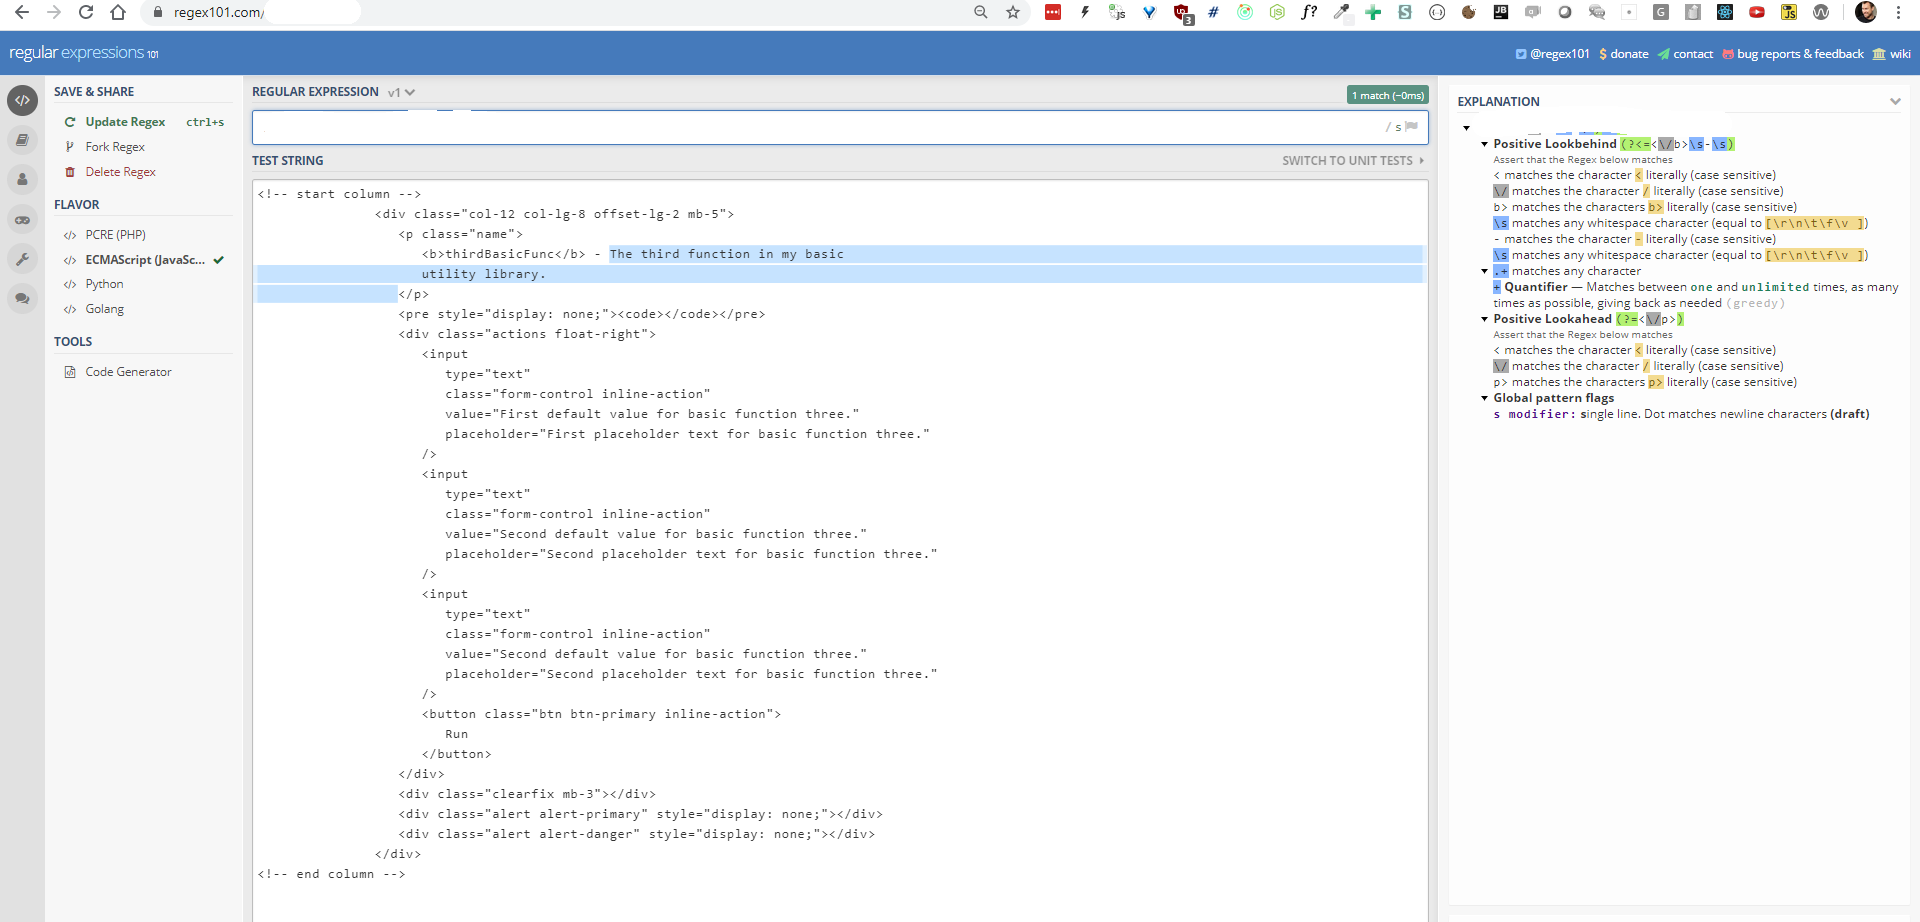 regex101.com/
regular expressions 101
@regex101 donate contact bug reports & feedback wiki
SAVE & SHARE
Update Regex ctrl+s
Fork Regex
Delete Regex
FLAVOR
PCRE (PHP)
ECMAScript (JavaSc...
Python
Golang
TOOLS
Code Generator
REGULAR EXPRESSION v1
1 match (~0ms)
/ s
TEST STRING
SWITCH TO UNIT TESTS
<!-- start column -->
<div class="col-12 col-lg-8 offset-lg-2 mb-5">
<p class="name">
<b>thirdBasicFunc</b> - The third function in my basic
utility library.
</p>
<pre style="display: none;"><code></code></pre>
<div class="actions float-right">
<input
type="text"
class="form-control inline-action"
value="First default value for basic function three."
placeholder="First placeholder text for basic function three."
/>
<input
type="text"
class="form-control inline-action"
value="Second default value for basic function three."
placeholder="Second placeholder text for basic function three."
/>
<input
type="text"
class="form-control inline-action"
value="Second default value for basic function three."
placeholder="Second placeholder text for basic function three."
/>
<button class="btn btn-primary inline-action">
Run
</button>
</div>
<div class="clearfix mb-3"></div>
<div class="alert alert-primary" style="display: none;"></div>
<div class="alert alert-danger" style="display: none;"></div>
</div>
<!-- end column -->
EXPLANATION
Positive Lookbehind (?<=<\/b>\s-\s)
Assert that the Regex below matches
< matches the character < literally (case sensitive)
\/ matches the character / literally (case sensitive)
b> matches the characters b> literally (case sensitive)
\s matches any whitespace character (equal to [\r\n\t\f\v ])
- matches the character - literally (case sensitive)
\s matches any whitespace character (equal to [\r\n\t\f\v ])
.+ matches any character
+ Quantifier — Matches between one and unlimited times, as many
times as possible, giving back as needed (greedy)
Positive Lookahead (?=<\/p>)
Assert that the Regex below matches
< matches the character < literally (case sensitive)
\/ matches the character / literally (case sensitive)
p> matches the characters p> literally (case sensitive)
Global pattern flags
s modifier: single line. Dot matches newline characters (draft)